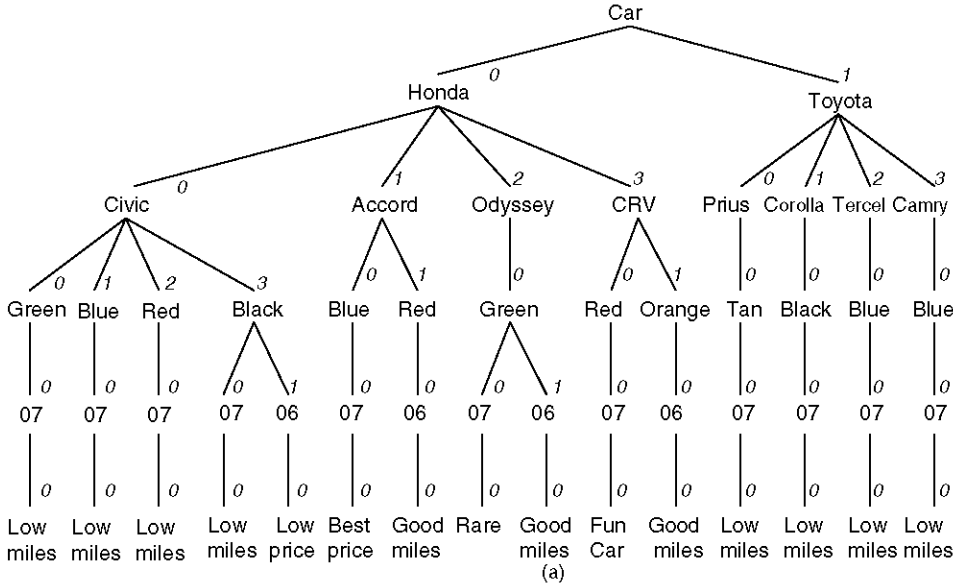 Car
0 1
Honda Toyota
0 1 2 3 0 1 2 3
Civic Accord Odyssey CRV Prius Corolla Tercel Camry
0 1 2 3 0 1 0 0 1 0 0 0 0
Green Blue Red Black Blue Red Green Red Orange Tan Black Blue Blue
0 0 0 0 1 0 0 0 1 0 0 0 0 0 0
07 07 07 07 06 07 06 07 06 07 06 07 07 07 07
0 0 0 0 0 0 0 0 0 0 0 0 0 0 0
Low Low Low Low Low Best Good Rare Good Fun Good Low Low Low Low
miles miles miles miles price price miles miles Car miles miles miles miles miles
(a)